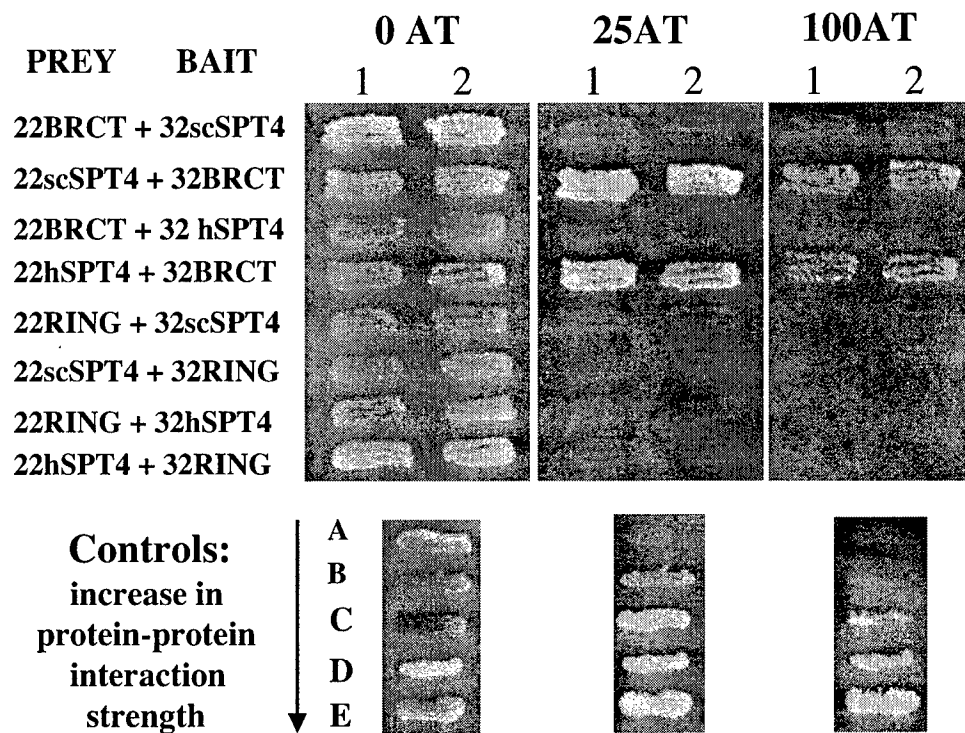 0 AT 25AT 100AT
PREY BAIT 1 2 1 2 1 2
22BRCT + 32scSPT4
22scSPT4 + 32BRCT
22BRCT + 32 hSPT4
22hSPT4 + 32BRCT
22RING + 32scSPT4
22scSPT4 + 32RING
22RING + 32hSPT4
22hSPT4 + 32RING
Controls:
increase in
protein-protein
interaction
strength
A
B
C
D
E